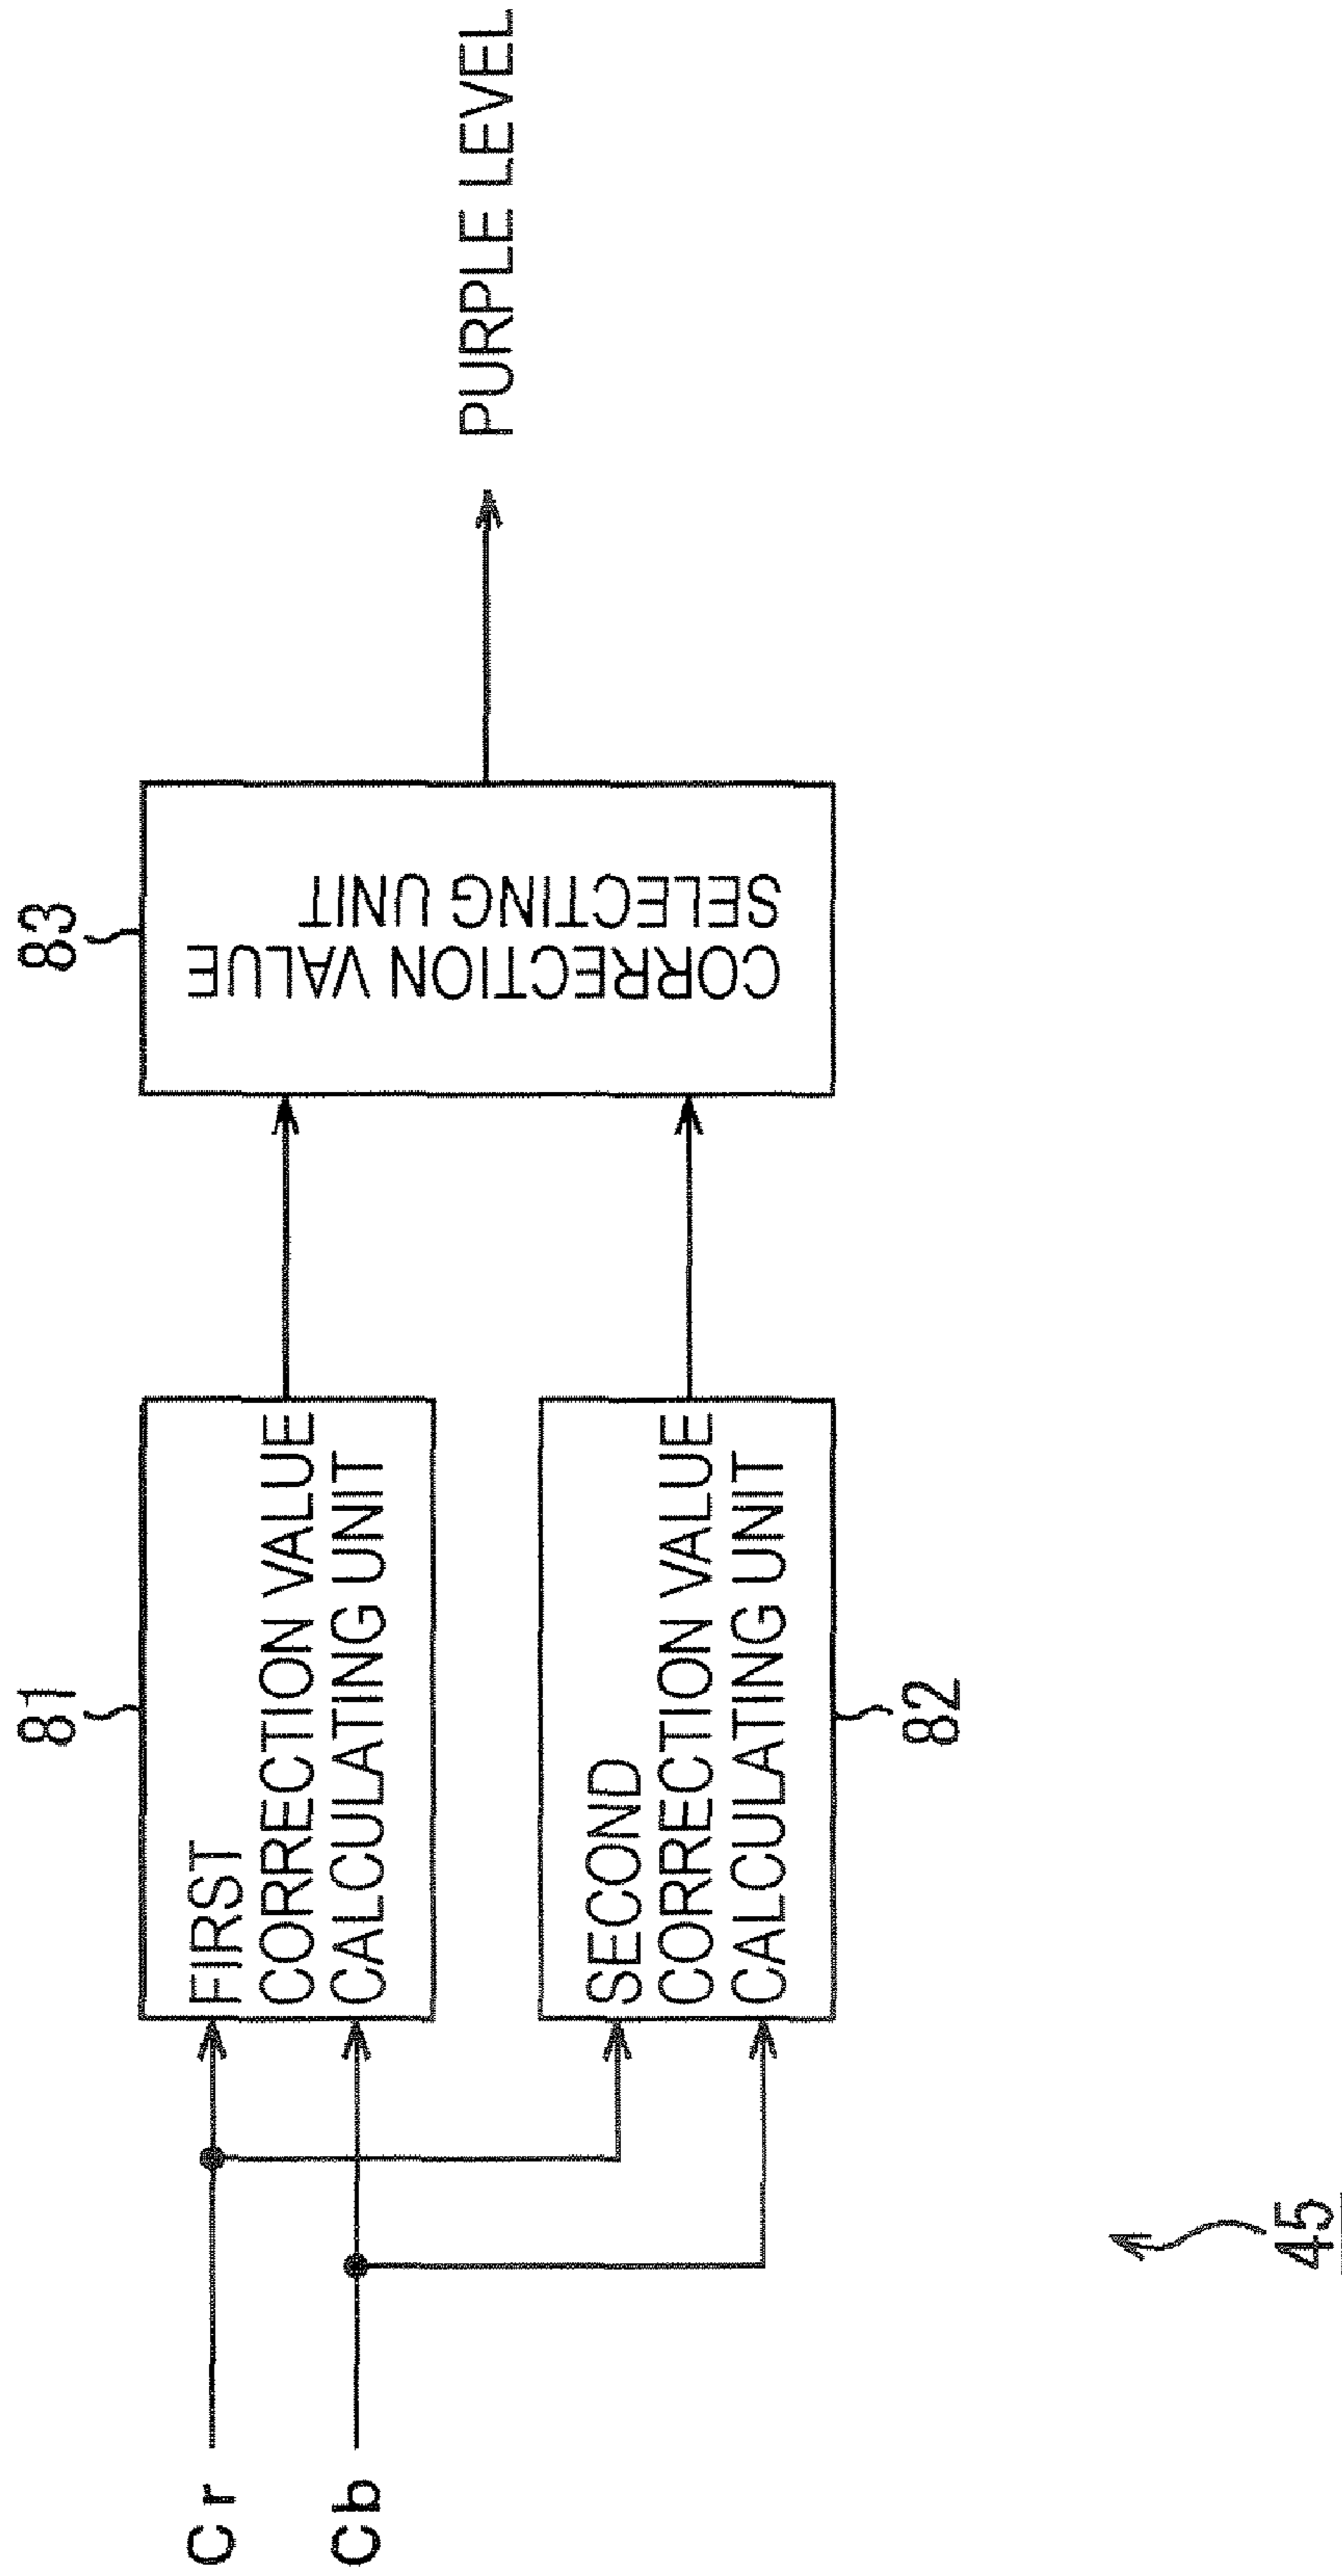 Cr
Cb
81
FIRST
CORRECTION VALUE
CALCULATING UNIT
SECOND
CORRECTION VALUE
CALCULATING UNIT
82
83
CORRECTION VALUE
SELECTING UNIT
PURPLE LEVEL
45